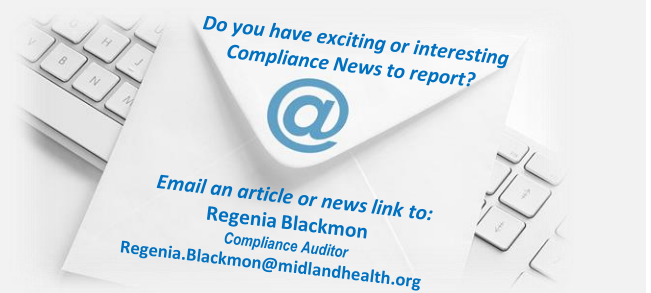 Do you have exciting or interesting
Compliance News to report?
@
Email an article or news link to:
Regenia Blackmon
Compliance Auditor
Regenia.Blackmon@midlandhealth.org